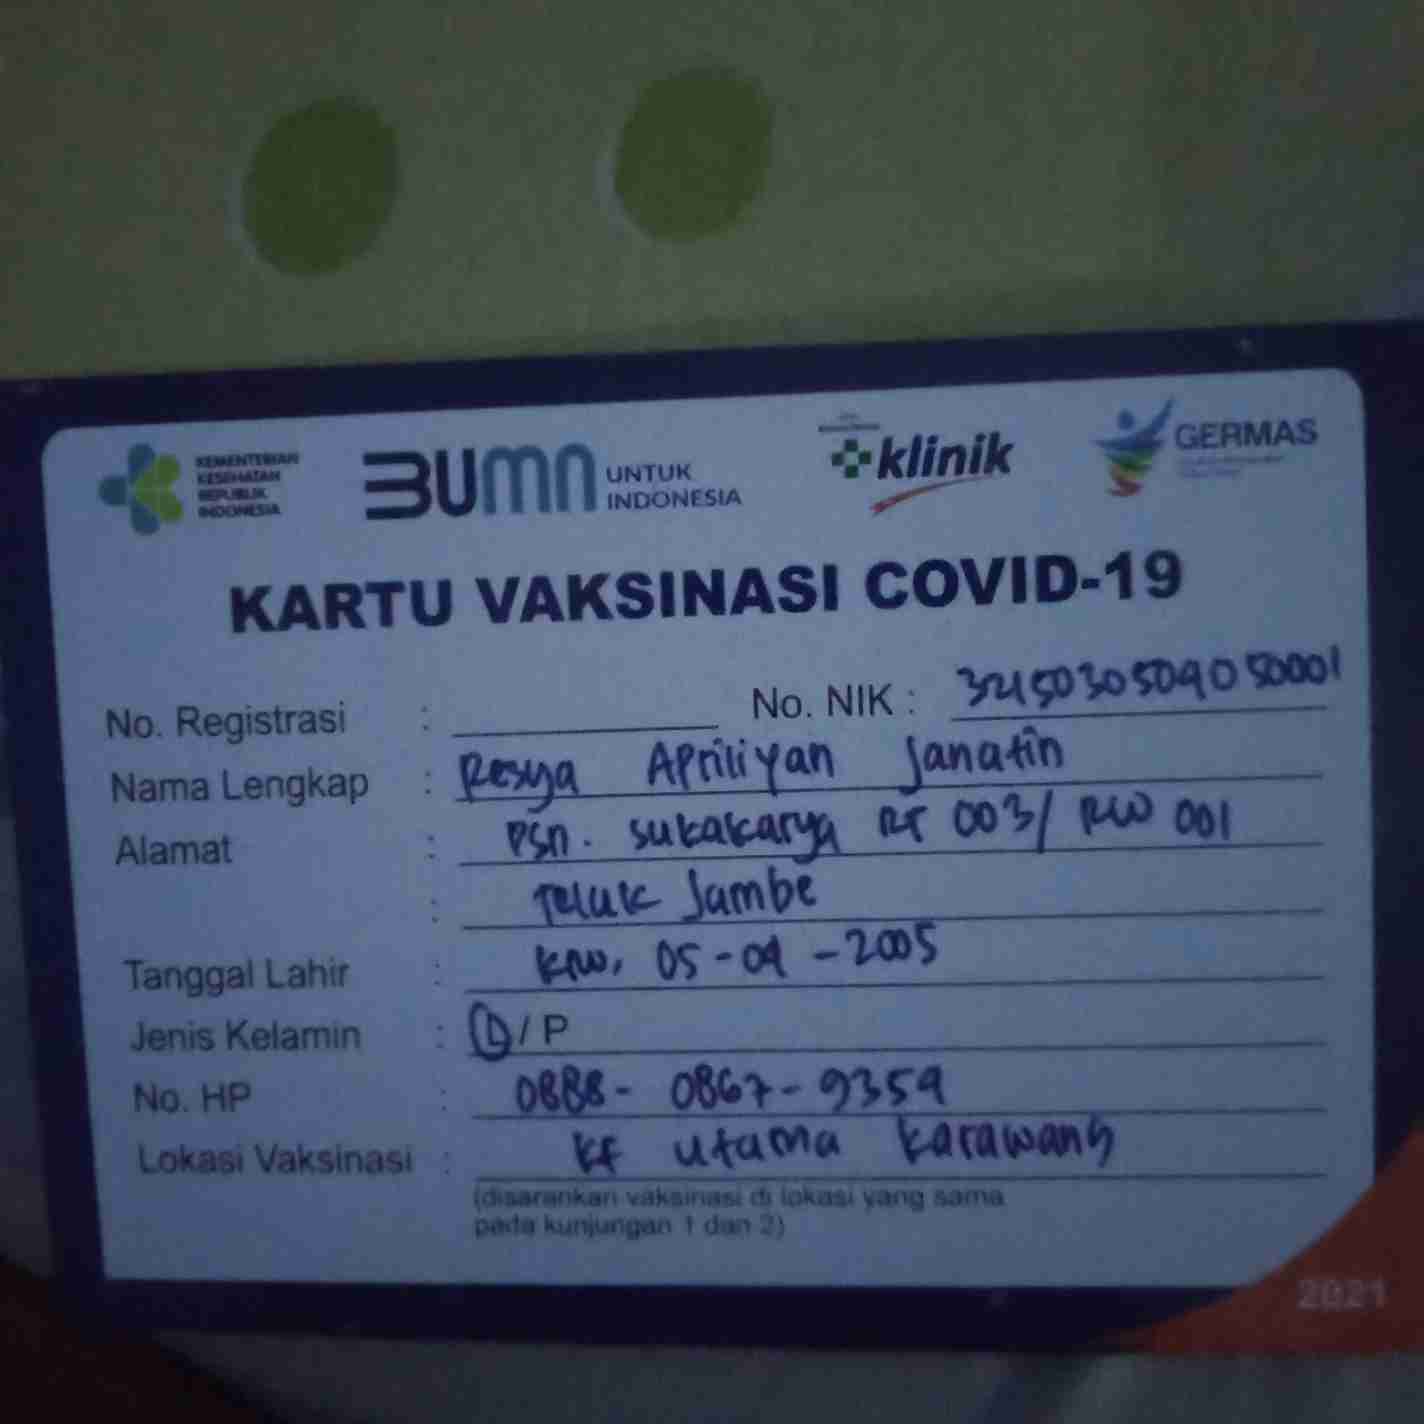 KEMENTERIAN
KESEHATAN
REPUBLIK
INDONESIA
BUMN UNTUK
INDONESIA
klinik
GERMAS
KARTU VAKSINASI COVID-19
No. Registrasi : No. NIK : 3215030509050001
Nama Lengkap : Resya Apriliyan Janatin
Alamat : PSn. Sukakarya RT 003/ RW 001
: Teluk Jambe
Tanggal Lahir : Krw, 05-09-2005
Jenis Kelamin : L / P
No. HP : 0888- 0867-9359
Lokasi Vaksinasi : Kf Utama Karawang
(disarankan vaksinasi di lokasi yang sama
pada kunjungan 1 dan 2)
2021